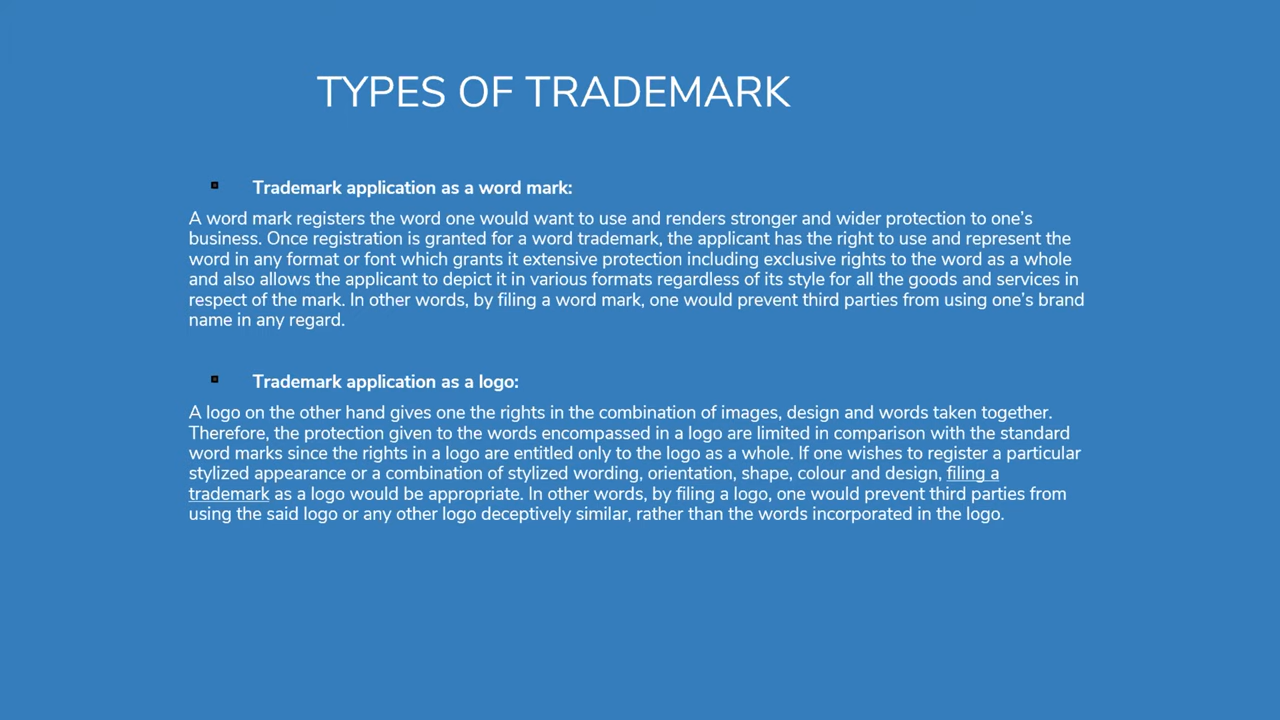 TYPES OF TRADEMARK
Trademark application as a word mark:
A word mark registers the word one would want to use and renders stronger and wider protection to one's
business. Once registration is granted for a word trademark, the applicant has the right to use and represent the
word in any format or font which grants it extensive protection including exclusive rights to the word as a whole
and also allows the applicant to depict it in various formats regardless of its style for all the goods and services in
respect of the mark. In other words, by filing a word mark, one would prevent third parties from using one's brand
name in any regard.
Trademark application as a logo:
A logo on the other hand gives one the rights in the combination of images, design and words taken together.
Therefore, the protection given to the words encompassed in a logo are limited in comparison with the standard
word marks since the rights in a logo are entitled only to the logo as a whole. If one wishes to register a particular
stylized appearance or a combination of stylized wording, orientation, shape, colour and design, filing a
trademark as a logo would be appropriate. In other words, by filing a logo, one would prevent third parties from
using the said logo or any other logo deceptively similar, rather than the words incorporated in the logo.